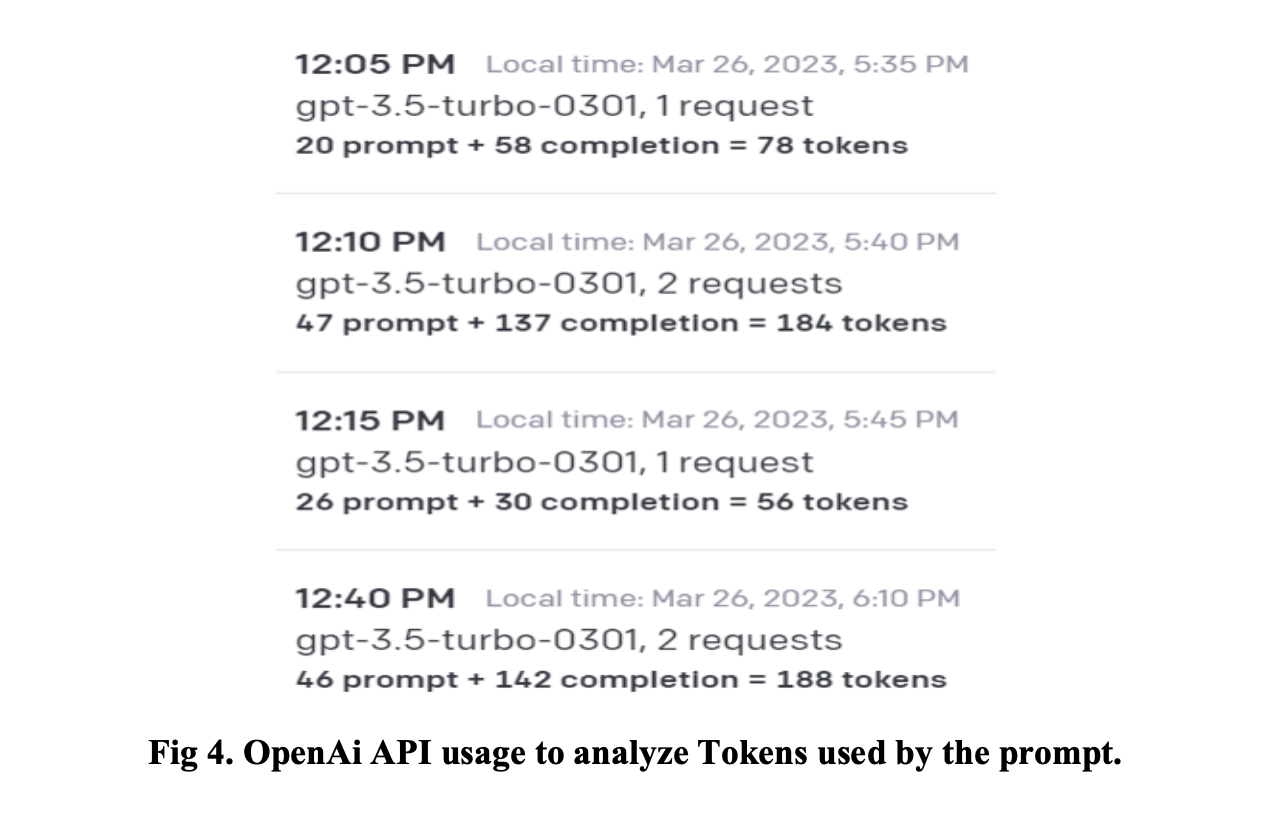 12:05 PM Local time: Mar 26, 2023, 5:35 PM
gpt-3.5-turbo-0301, 1 request
20 prompt + 58 completion = 78 tokens
12:10 PM Local time: Mar 26, 2023, 5:40 PM
gpt-3.5-turbo-0301, 2 requests
47 prompt + 137 completion = 184 tokens
12:15 PM Local time: Mar 26, 2023, 5:45 PM
gpt-3.5-turbo-0301, 1 request
26 prompt + 30 completion = 56 tokens
12:40 PM Local time: Mar 26, 2023, 6:10 PM
gpt-3.5-turbo-0301, 2 requests
46 prompt + 142 completion = 188 tokens
Fig 4. OpenAi API usage to analyze Tokens used by the prompt.